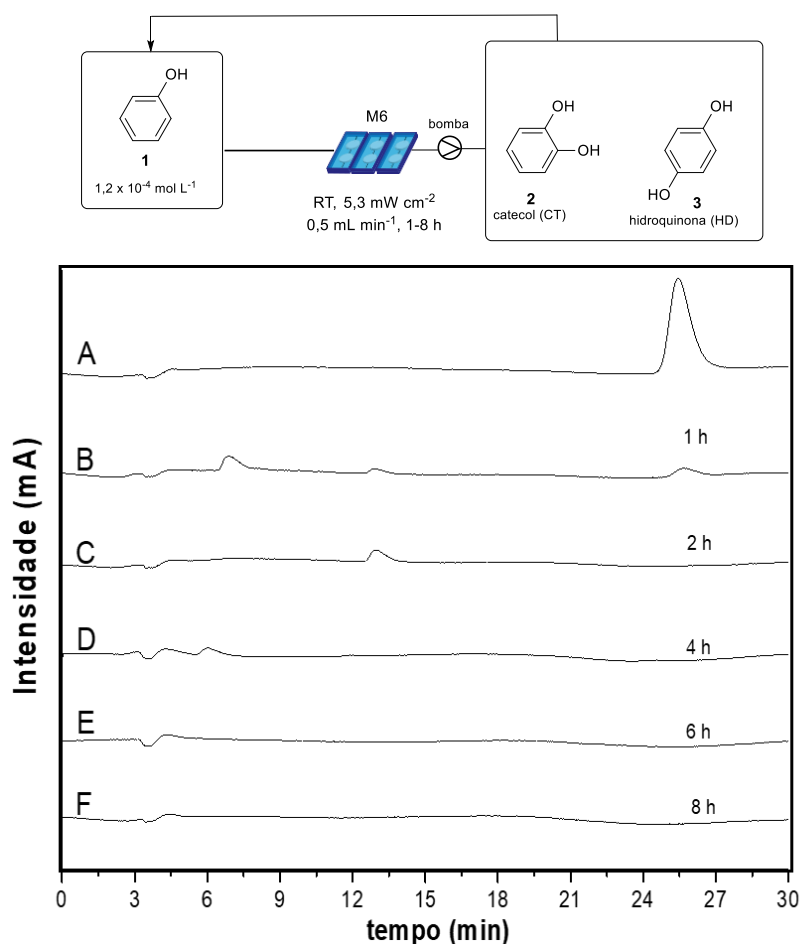 OH
1
1,2 x 10⁻⁴ mol L⁻¹
M6
bomba
RT, 5,3 mW cm⁻²
0,5 mL min⁻¹, 1-8 h
OH
OH
2
catecol (CT)
OH
HO
3
hidroquinona (HD)
A
1 h
B
2 h
C
4 h
D
6 h
E
8 h
F
Intensidade (mA)
0 3 6 9 12 15 18 21 24 27 30
tempo (min)